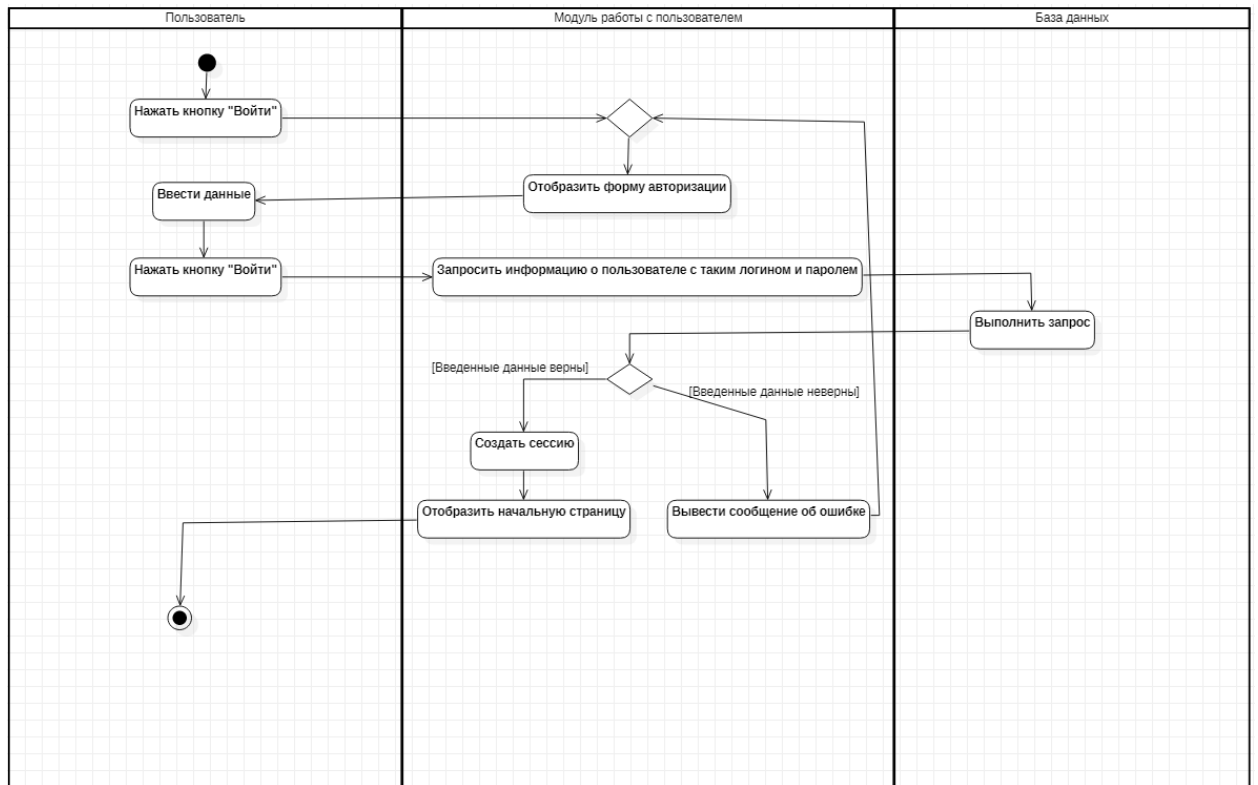 Пользователь
Модуль работы с пользователем
База данных
Нажать кнопку "Войти"
Отобразить форму авторизации
Ввести данные
Нажать кнопку "Войти"
Запросить информацию о пользователе с таким логином и паролем
Выполнить запрос
[Введенные данные верны]
[Введенные данные неверны]
Создать сессию
Отобразить начальную страницу
Вывести сообщение об ошибке